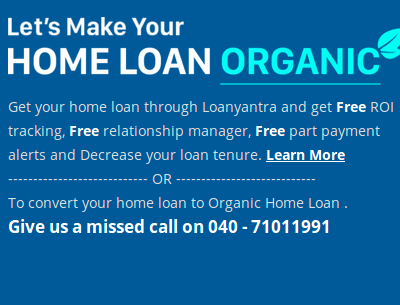 Let's Make Your
HOME LOAN ORGANIC
Get your home loan through Loanyantra and get Free ROI
tracking, Free relationship manager, Free part payment
alerts and Decrease your loan tenure. Learn More
---------------------------- OR ----------------------------
To convert your home loan to Organic Home Loan .
Give us a missed call on 040 - 71011991